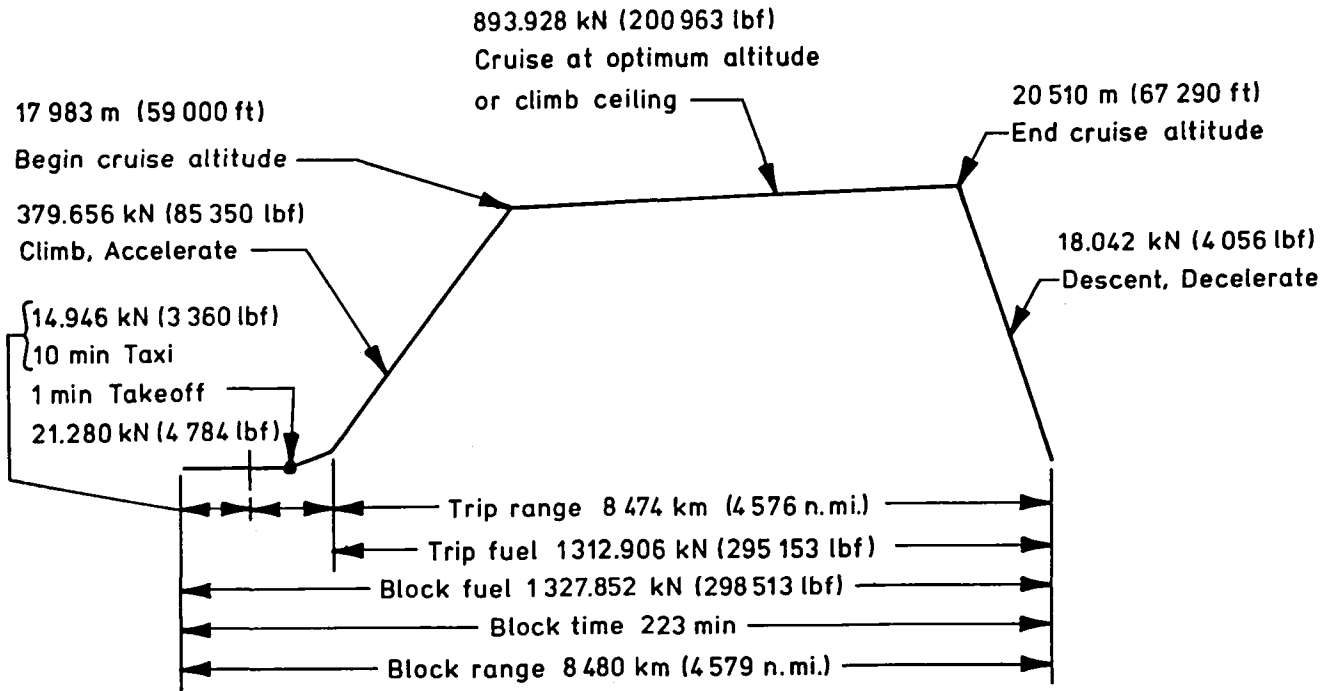 893.928 kN (200 963 lbf)
Cruise at optimum altitude
or climb ceiling
17 983 m (59 000 ft)
Begin cruise altitude
20 510 m (67 290 ft)
End cruise altitude
379.656 kN (85 350 lbf)
Climb, Accelerate
18.042 kN (4 056 lbf)
Descent, Decelerate
14.946 kN (3 360 lbf)
10 min Taxi
1 min Takeoff
21.280 kN (4 784 lbf)
Trip range 8 474 km (4 576 n.mi.)
Trip fuel 1312.906 kN (295 153 lbf)
Block fuel 1 327.852 kN (298 513 lbf)
Block time 223 min
Block range 8 480 km (4 579 n.mi.)